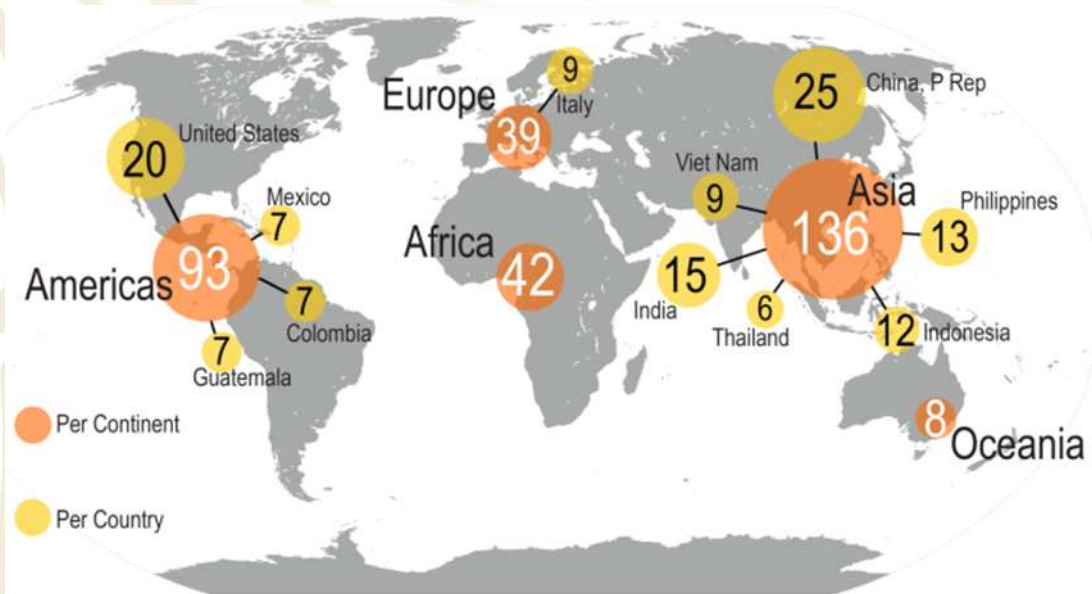 9
Europe
Italy
39
25
China, P Rep
United States
20
Viet Nam
9
Asia
136
Philippines
13
Mexico
7
Africa
42
Americas
93
15
India
6
Thailand
12
Indonesia
7
Colombia
7
Guatemala
8
Oceania
Per Continent
Per Country